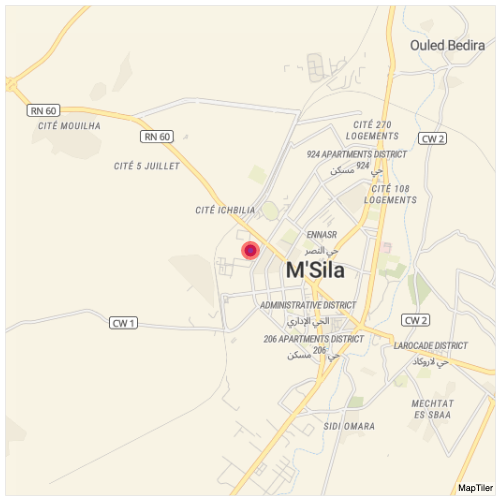 Ouled Bedira
RN 60
CITÉ MOUILHA
RN 60
CITÉ 270
LOGEMENTS
CW 2
924 APARTMENTS DISTRICT
حي مسكن
924
CITÉ 5 JUILLET
CITÉ 108
LOGEMENTS
CITÉ ICHBILIA
ENNASR
حي النصر
M'Sila
ADMINISTRATIVE DISTRICT
الحي الإداري
CW 1
CW 2
206 APARTMENTS DISTRICT
حي مسكن
206
LAROCADE DISTRICT
حي لاروكاد
MECHTAT
ES SBAA
SIDI OMARA
MapTiler